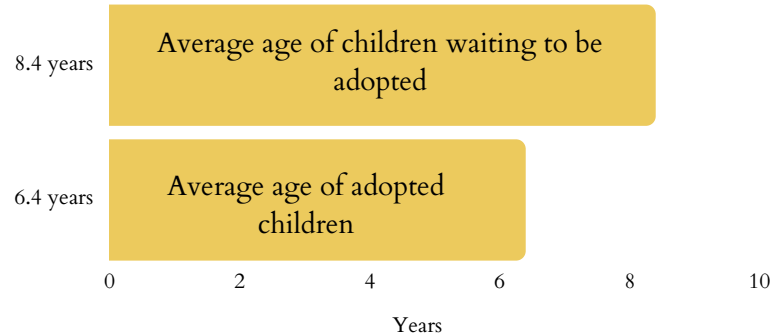 Average age of children waiting to be
adopted
8.4 years
Average age of adopted
children
6.4 years
0 2 4 6 8 10
Years